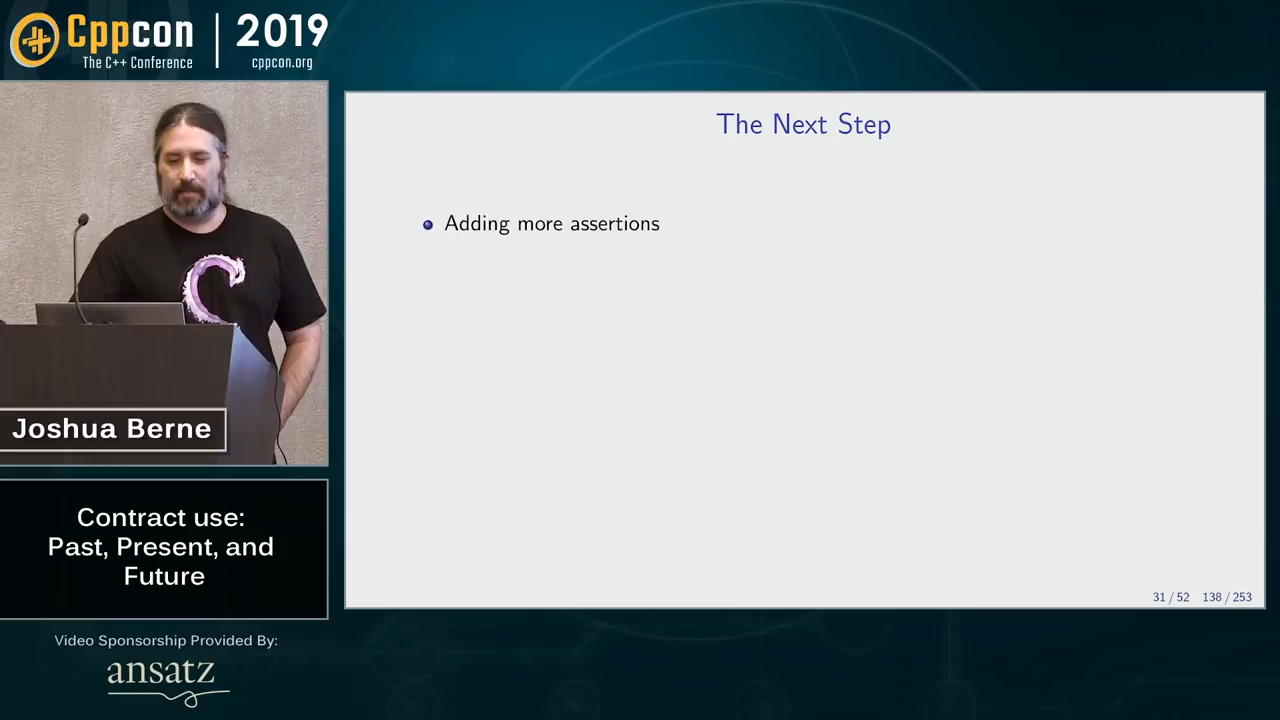 Cppcon
The C++ Conference
2019
cppcon.org
The Next Step
Adding more assertions
31 / 52 138 / 253
Joshua Berne
Contract use:
Past, Present, and
Future
Video Sponsorship Provided By:
ansatz